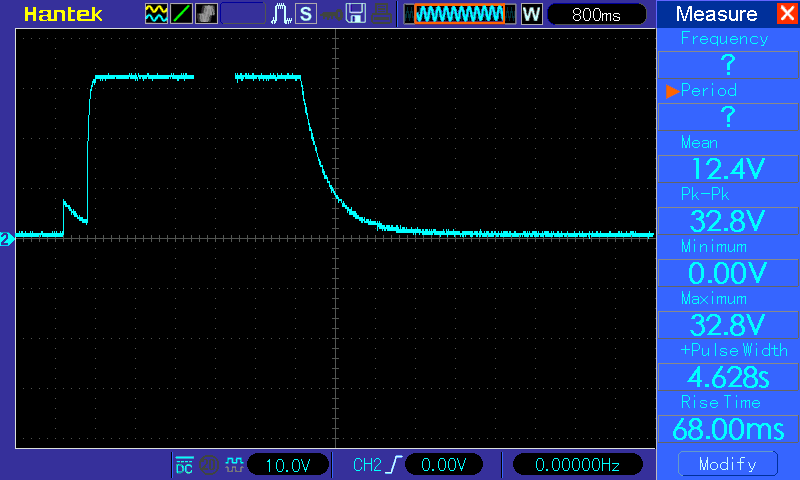 Hantek S W 800ms Measure
Frequency
?
Period
?
Mean
12.4V
Pk-Pk
32.8V
Minimum
0.00V
Maximum
32.8V
+Pulse Width
4.628s
Rise Time
68.00ms
2
DC 20 10.0V CH2 0.00V 0.00000Hz Modify